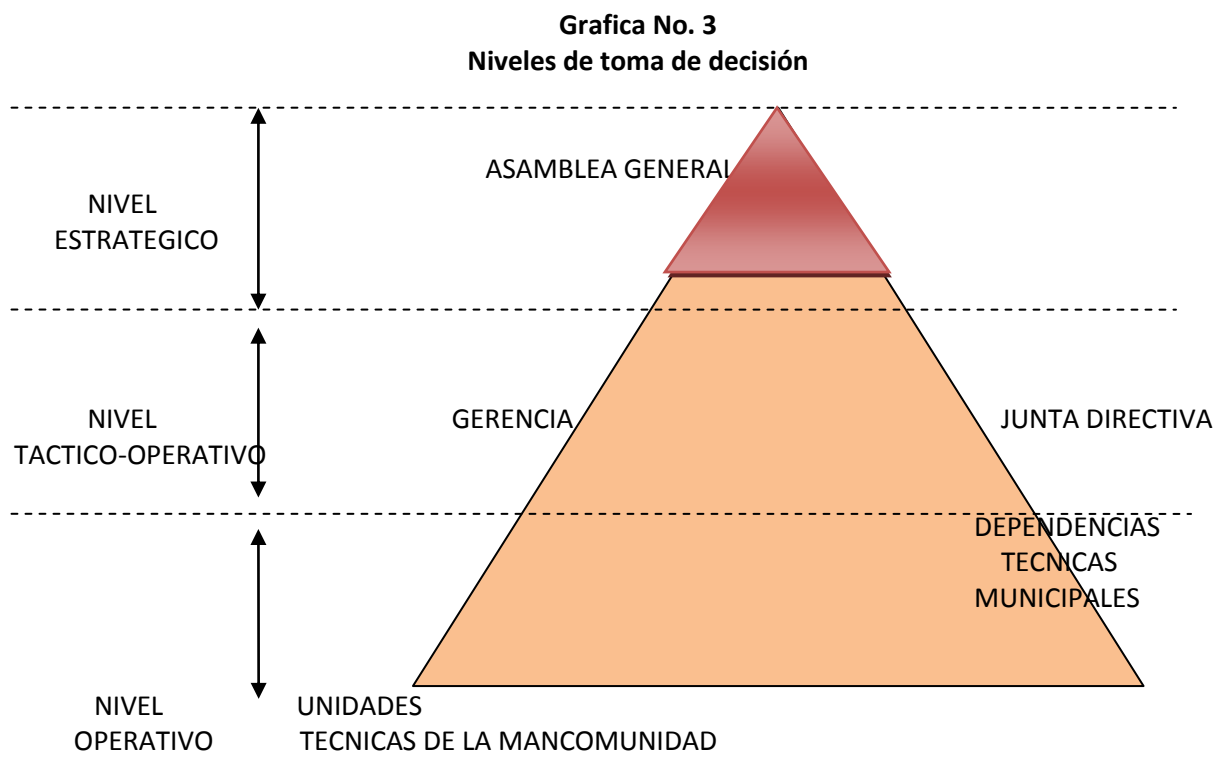 Grafica No. 3
Niveles de toma de decisión
ASAMBLEA GENERAL
NIVEL
ESTRATEGICO
NIVEL
TACTICO-OPERATIVO
GERENCIA
JUNTA DIRECTIVA
DEPENDENCIAS
TECNICAS
MUNICIPALES
NIVEL
OPERATIVO
UNIDADES
TECNICAS DE LA MANCOMUNIDAD